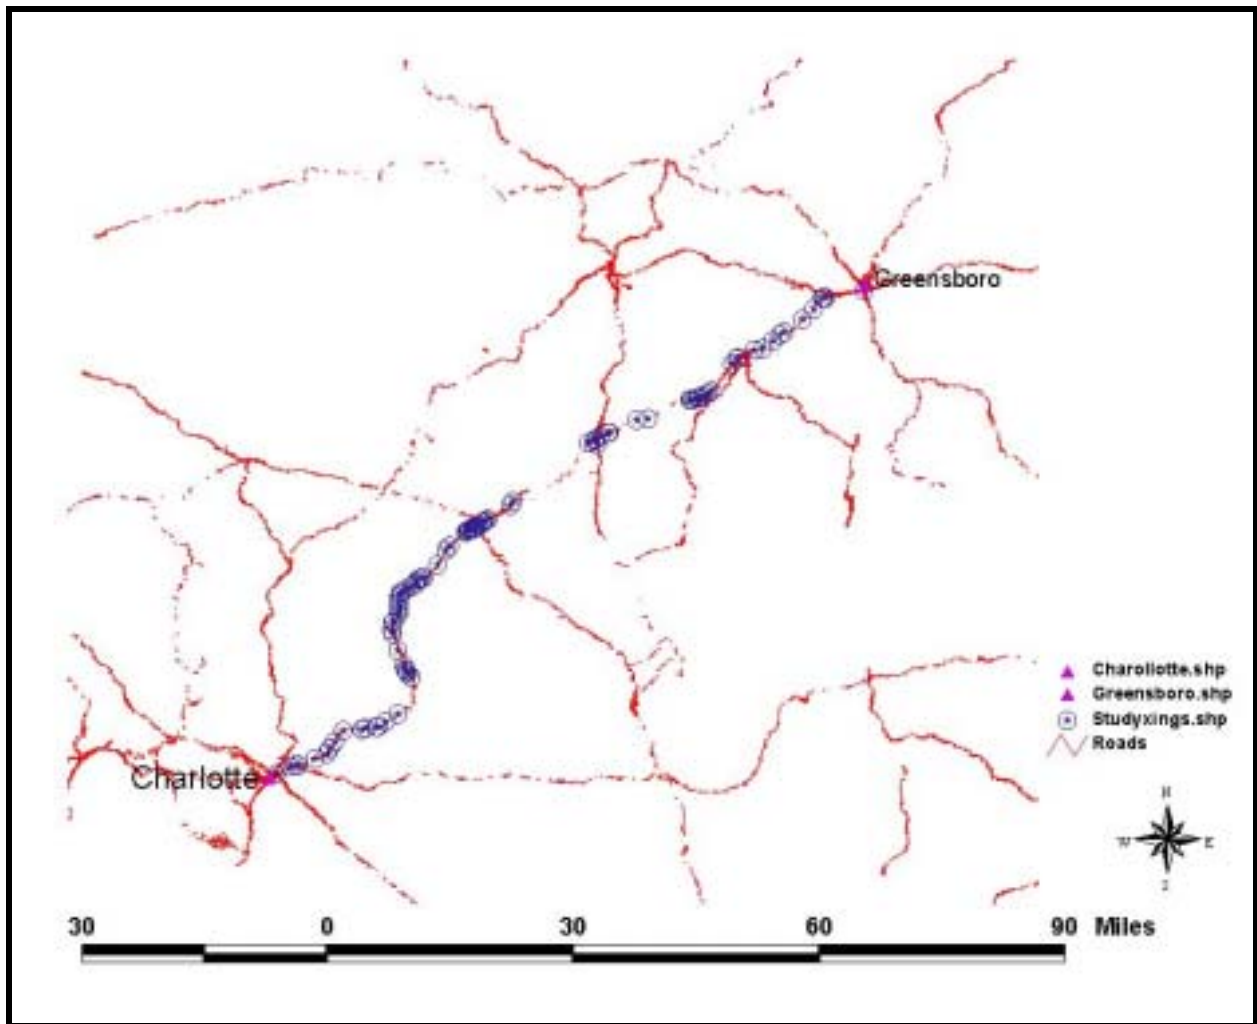 Greensboro
Charollotte.shp
Greensboro.shp
Studyxings.shp
Roads
Charlotte
N
W E
S
30 0 30 60 90 Miles